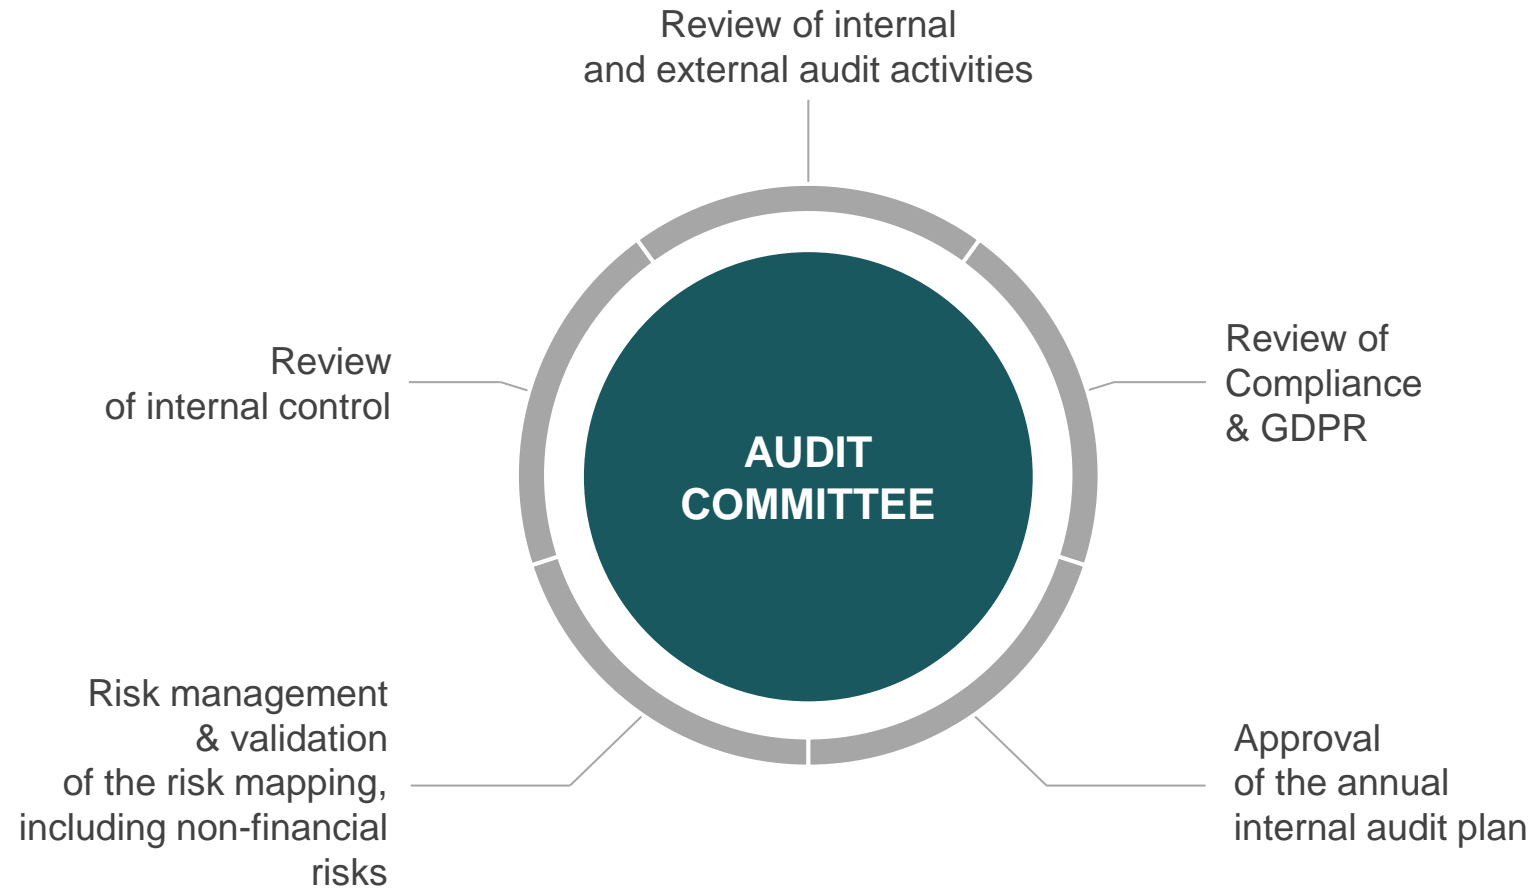 Review of internal
and external audit activities
Review
of internal control
AUDIT
COMMITTEE
Review of
Compliance
& GDPR
Risk management
& validation
of the risk mapping,
including non-financial
risks
Approval
of the annual
internal audit plan